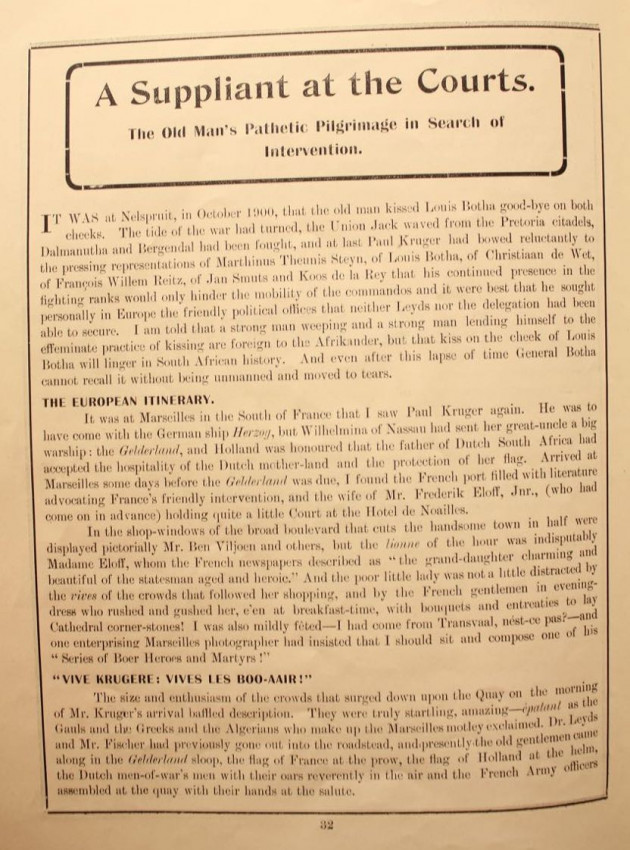 A Suppliant at the Courts.
The Old Man's Pathetic Pilgrimage in Search of
Intervention.
IT WAS at Nelspruit, in October 1900, that the old man kissed Louis Botha good-bye on both
cheeks. The tide of the war had turned, the Union Jack waved from the Pretoria citadels,
Dalmanutha and Bergendal had been fought, and at last Paul Kruger had bowed reluctantly to
the pressing representations of Marthinus Theunis Steyn, of Louis Botha, of Christiaan de Wet,
of François Willem Reitz, of Jan Smuts and Koos de la Rey that his continued presence in the
fighting ranks would only hinder the mobility of the commandos and it were best that he sought
personally in Europe the friendly political offices that neither Leyds nor the delegation had been
able to secure. I am told that a strong man weeping and a strong man lending himself to the
effeminate practice of kissing are foreign to the Afrikander, but that kiss on the cheek of Louis
Botha will linger in South African history. And even after this lapse of time General Botha
cannot recall it without being unmanned and moved to tears.
THE EUROPEAN ITINERARY.
It was at Marseilles in the South of France that I saw Paul Kruger again. He was to
have come with the German ship Herzog, but Wilhelmina of Nassau had sent her great-uncle a big
warship: the Gelderland, and Holland was honoured that the father of Dutch South Africa had
accepted the hospitality of the Dutch mother-land and the protection of her flag. Arrived at
Marseilles some days before the Gelderland was due, I found the French port filled with literature
advocating France's friendly intervention, and the wife of Mr. Frederik Eloff, Jnr., (who had
come on in advance) holding quite a little Court at the Hotel de Noailles.
In the shop-windows of the broad boulevard that cuts the handsome town in half were
displayed pictorially Mr. Ben Viljoen and others, but the lionne of the hour was indisputably
Madame Eloff, whom the French newspapers described as "the grand-daughter charming and
beautiful of the statesman aged and heroic." And the poor little lady was not a little distracted by
the rives of the crowds that followed her shopping, and by the French gentlemen in evening-
dress who rushed and gushed her, e'en at breakfast-time, with bouquets and entreaties to lay
Cathedral corner-stones! I was also mildly fêted—I had come from Transvaal, nést-ce pas?—and
one enterprising Marseilles photographer had insisted that I should sit and compose one of his
"Series of Boer Heroes and Martyrs!"
"VIVE KRUGERE: VIVES LES BOO-AAIR!"
The size and enthusiasm of the crowds that surged down upon the Quay on the morning
of Mr. Kruger's arrival baffled description. They were truly startling, amazing—épatant as the
Gauls and the Greeks and the Algerians who make up the Marseilles motley exclaimed. Dr. Leyds
and Mr. Fischer had previously gone out into the roadstead, and presently the old gentlemen came
along in the Gelderland sloop, the flag of France at the prow, the flag of Holland at the helm,
the Dutch men-of-war's men with their oars reverently in the air and the French Army officers
assembled at the quay with their hands at the salute.
32